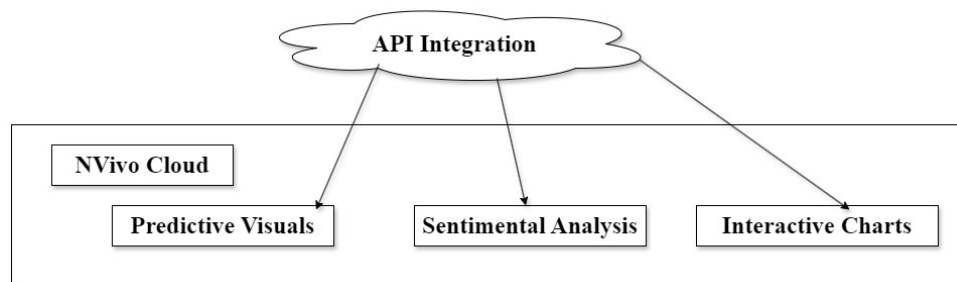 API Integration
NVivo Cloud
Predictive Visuals
Sentimental Analysis
Interactive Charts